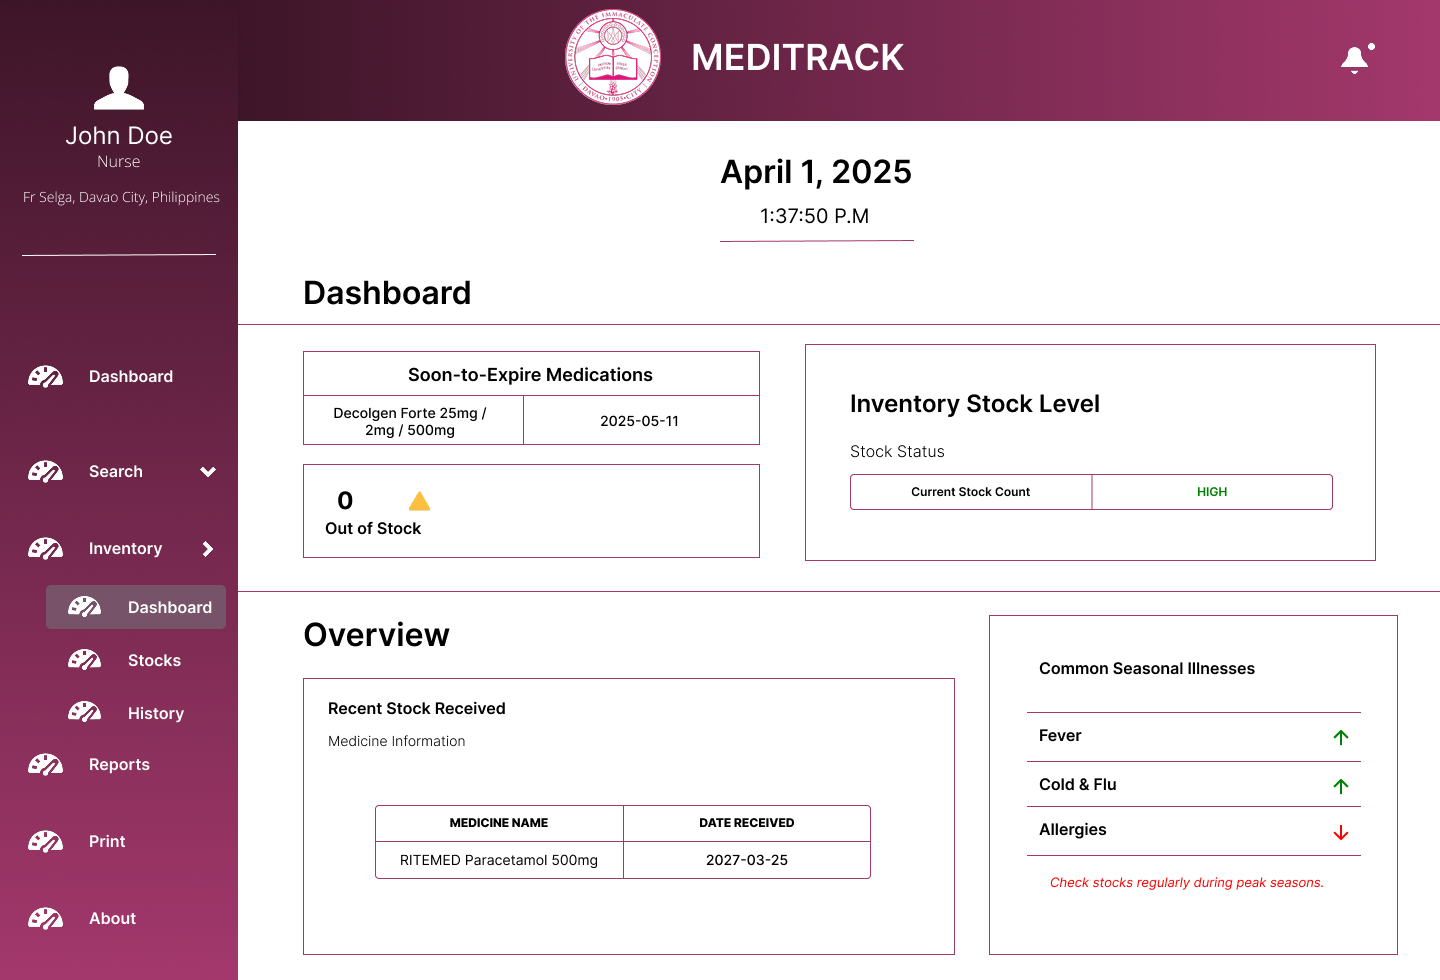 UNIVERSITY OF THE IMMACULATE CONCEPTION
DAVAO • 1905 • CITY
MEDITRACK
John Doe
Nurse
Fr Selga, Davao City, Philippines
Dashboard
Search
Inventory
Dashboard
Stocks
History
Reports
Print
About
April 1, 2025
1:37:50 P.M
Dashboard
Soon-to-Expire Medications
Decolgen Forte 25mg /
2mg / 500mg
2025-05-11
0
Out of Stock
Inventory Stock Level
Stock Status
Current Stock Count
HIGH
Overview
Recent Stock Received
Medicine Information
MEDICINE NAME
DATE RECEIVED
RITEMED Paracetamol 500mg
2027-03-25
Common Seasonal Illnesses
Fever
Cold & Flu
Allergies
Check stocks regularly during peak seasons.